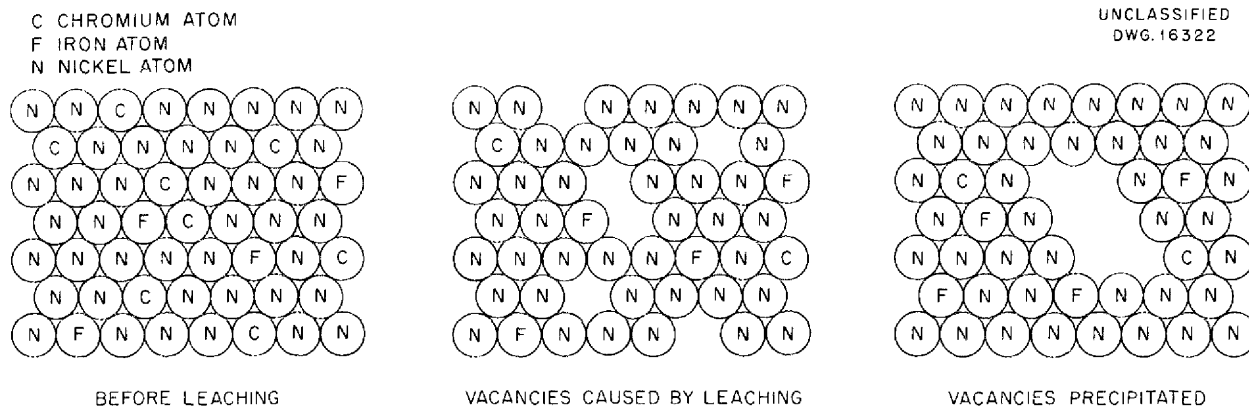 C CHROMIUM ATOM
F IRON ATOM
N NICKEL ATOM
UNCLASSIFIED
DWG. 16322
N N C N N N N N
C N N N N C N
N N N C N N N F
N N F C N N N
N N N N N F N C
N N C N N N N
N F N N N C N N
BEFORE LEACHING
N N N N N N N
C N N N N N
N N N N N N F
N N F N N N
N N N N N F N C
N N N N N N
N F N N N N N
VACANCIES CAUSED BY LEACHING
N N N N N N N N
N N N N N N N
N C N N F N
N F N N N
N N N N C N
F N N F N N N
N N N N N N N N
VACANCIES PRECIPITATED